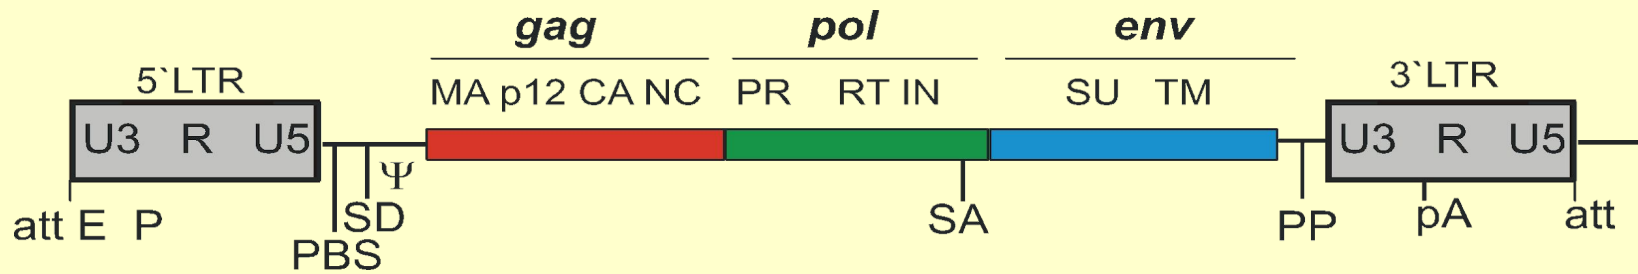 gag pol env
5`LTR MA p12 CA NC PR RT IN SU TM 3`LTR
U3 R U5 U3 R U5
Ψ
att E P SD SA PP pA att
PBS